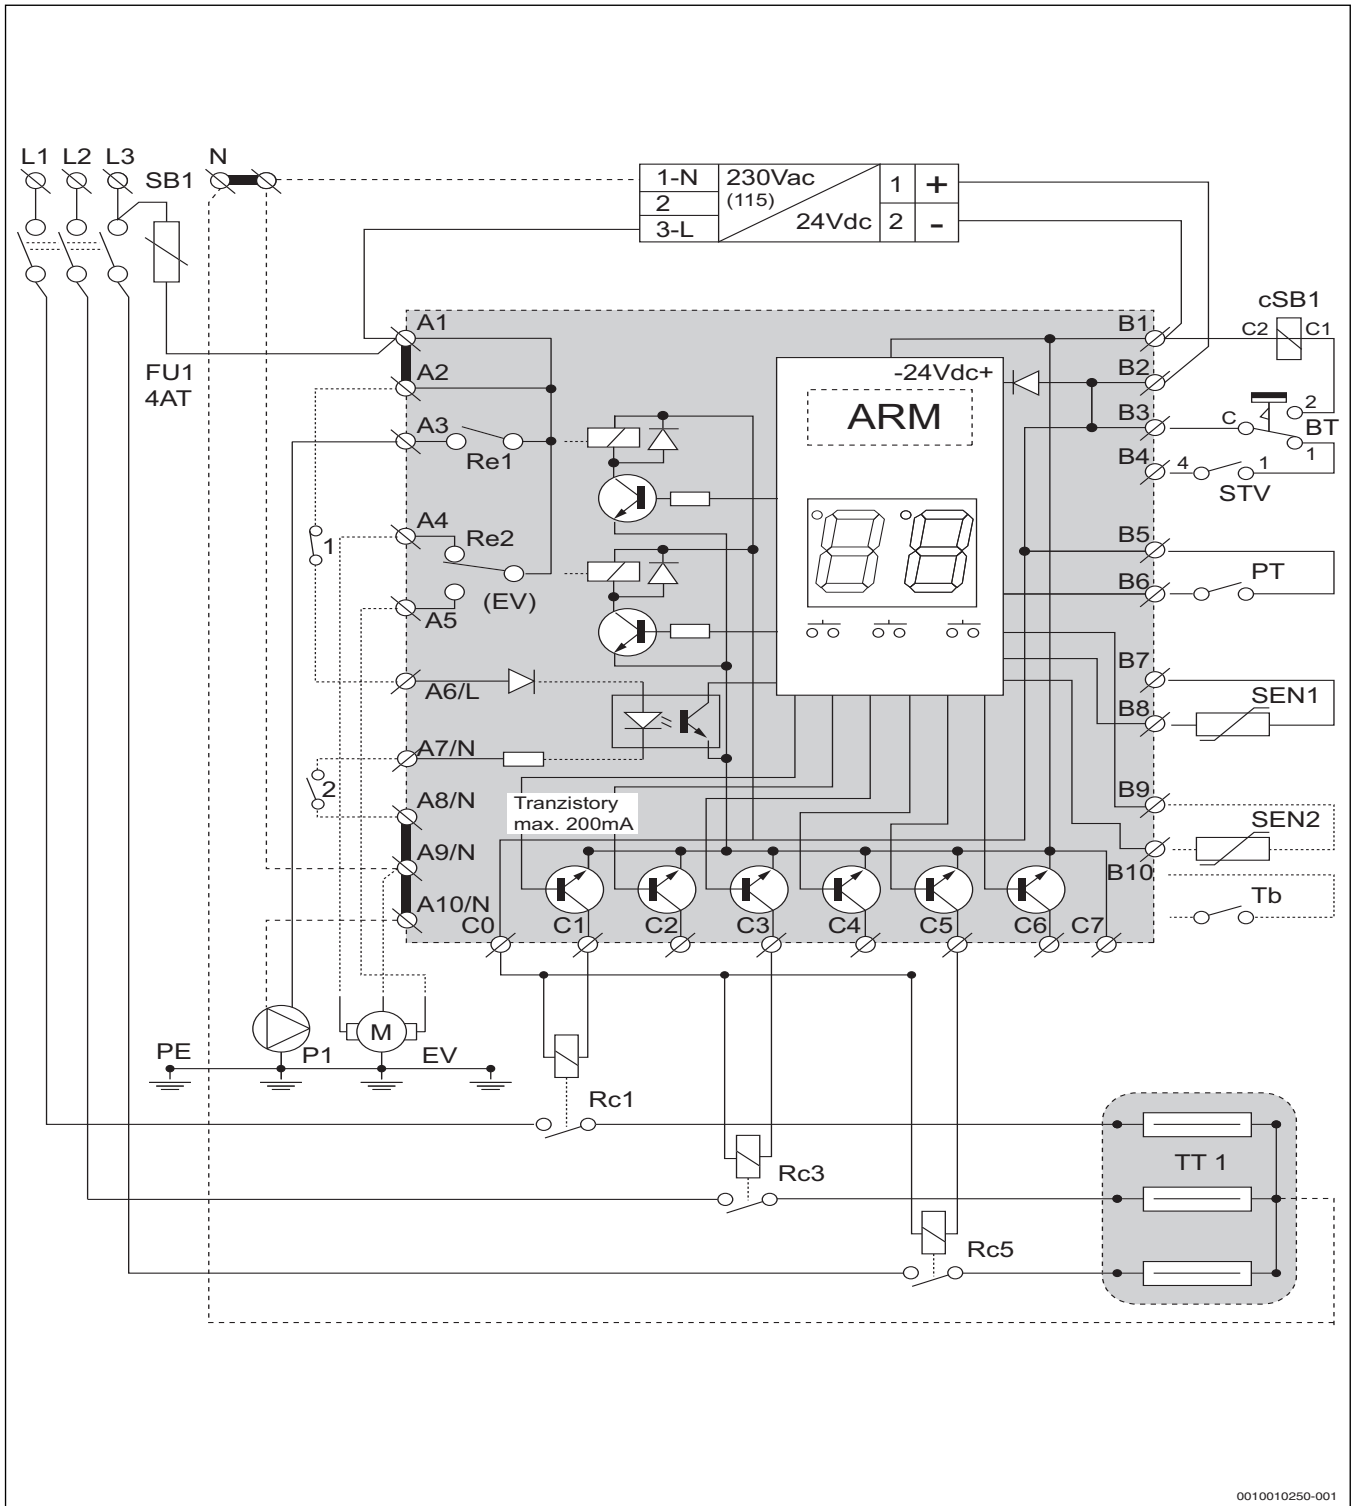 L1 L2 L3 SB1 N
1-N 230Vac 1 +
2 (115)
3-L 24Vdc 2 -
FU1
4AT
cSB1
C2 C1
A1 B1
A2 -24Vdc+ B2
ARM
A3 B3 C 2 BT
Re1 1
B4 4 1
STV
A4 Re2 B5
1
(EV) B6 PT
A5
A6/L B7
B8 SEN1
A7/N
2
A8/N Tranzistory B9
max. 200mA SEN2
A9/N
B10
A10/N Tb
C0 C1 C2 C3 C4 C5 C6 C7
M
PE P1 EV
Rc1
TT 1
Rc3
Rc5
0010010250-001